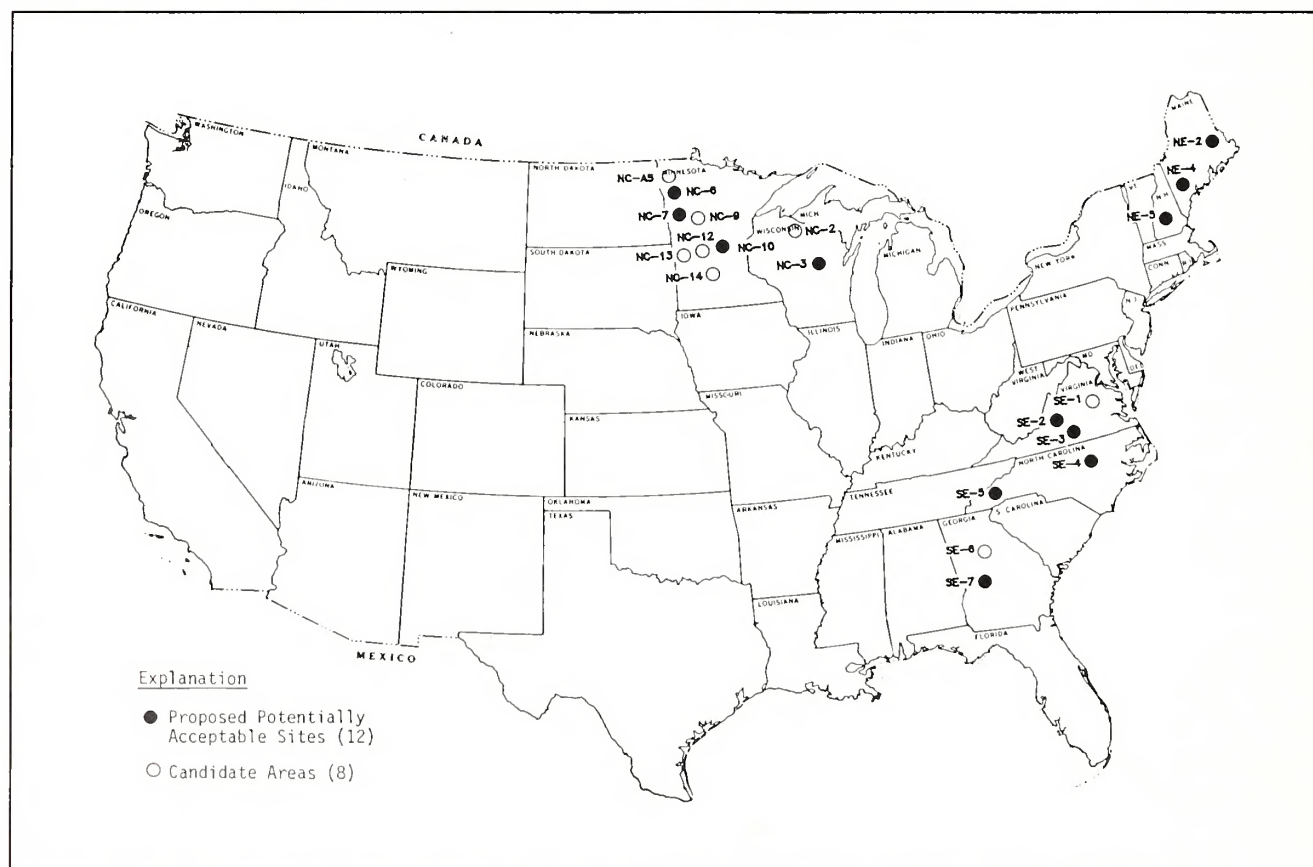 CANADA
WASHINGTON
MONTANA
NORTH DAKOTA
MINNESOTA
MAINE
IDAHO
OREGON
SOUTH DAKOTA
WYOMING
WISCONSIN
MICH
MICHIGAN
VT
N.H
MASS
NEW YORK
CONN
R.I
CALIFORNIA
NEVADA
UTAH
COLORADO
NEBRASKA
IOWA
ILLINOIS
INDIANA
OHIO
PENNSYLVANIA
N.J
MD
DEL
WEST
VIRGINIA
VIRGINIA
KANSAS
MISSOURI
KENTUCKY
NORTH CAROLINA
ARIZONA
NEW MEXICO
OKLAHOMA
TEXAS
ARKANSAS
TENNESSEE
S. CAROLINA
MISSISSIPPI
ALABAMA
GEORGIA
LOUISIANA
FLORIDA
MEXICO
NC-A5
NC-6
NC-7
NC-9
NC-12
NC-10
NC-13
NC-14
NC-2
NC-3
NE-2
NE-4
NE-5
SE-1
SE-2
SE-3
SE-4
SE-5
SE-6
SE-7
Explanation
Proposed Potentially
Acceptable Sites (12)
Candidate Areas (8)